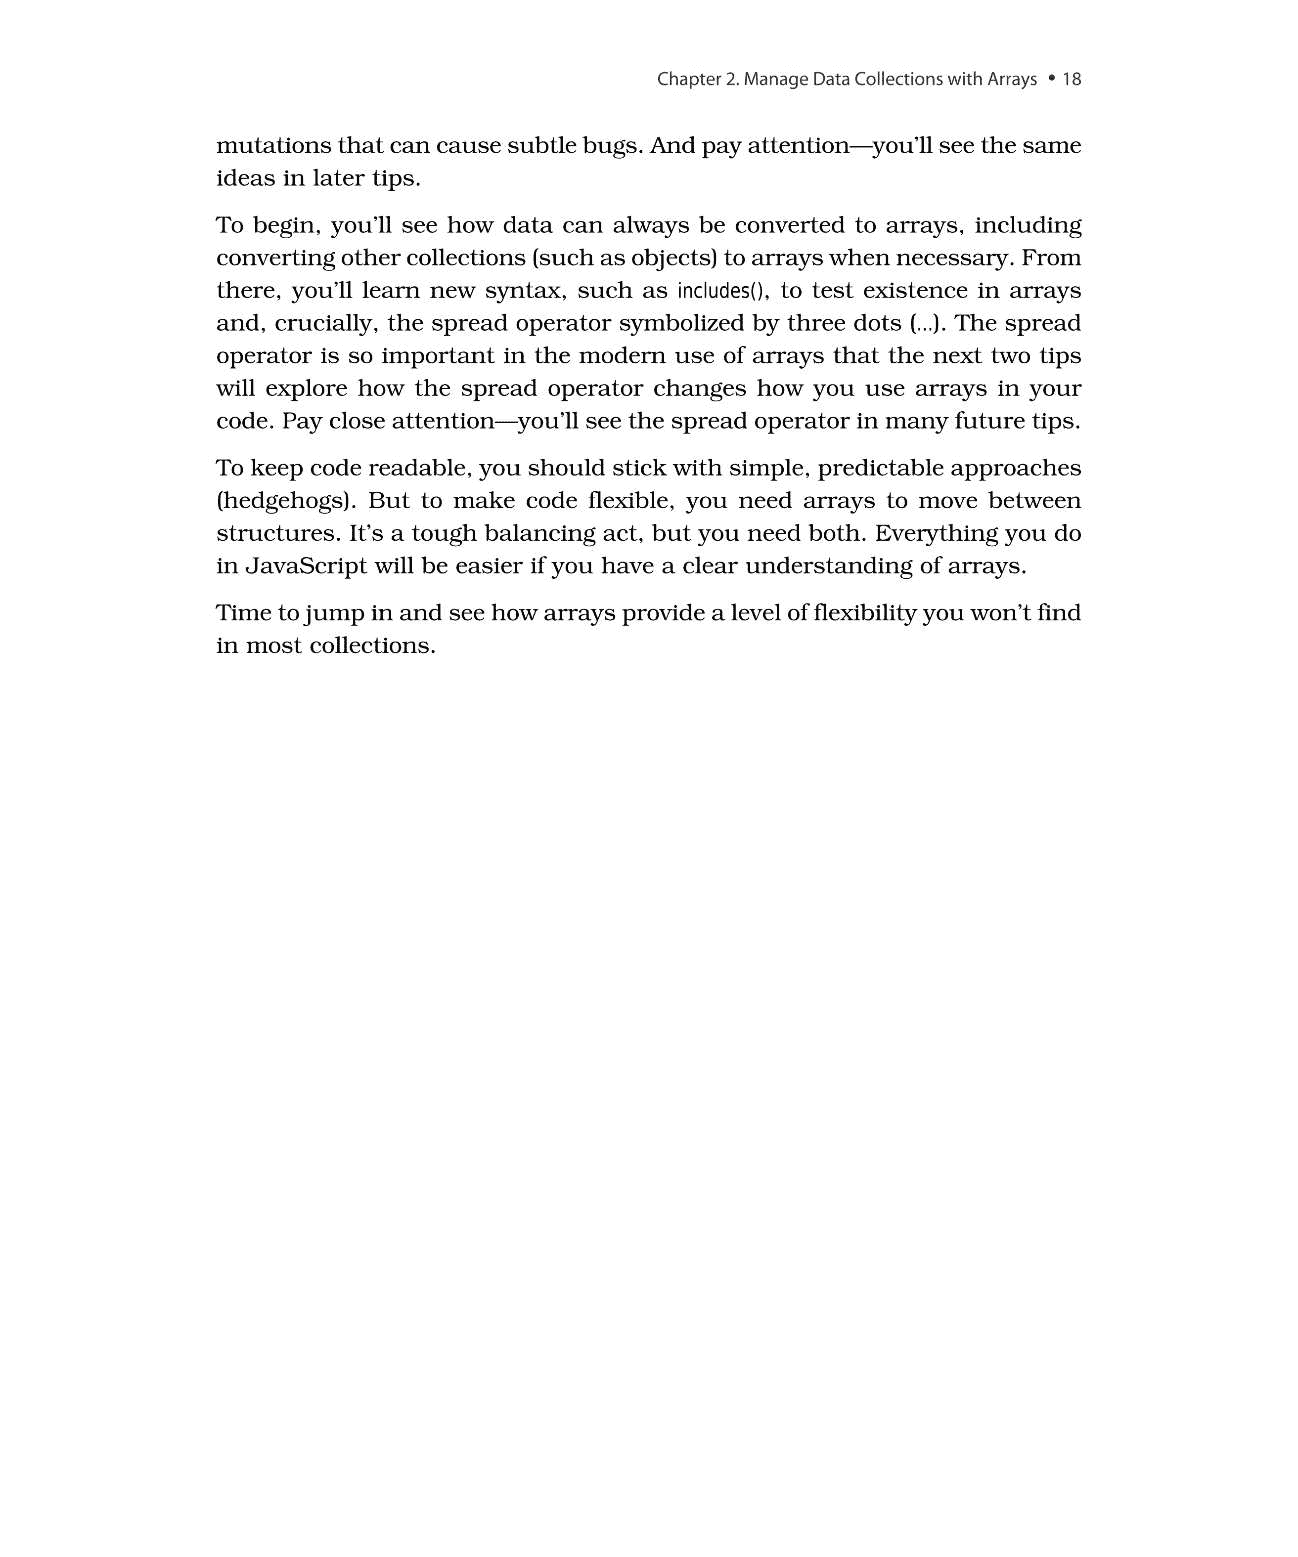 Chapter 2. Manage Data Collections with Arrays • 18
mutations that can cause subtle bugs. And pay attention—you’ll see the same
ideas in later tips.
To begin, you’ll see how data can always be converted to arrays, including
converting other collections (such as objects) to arrays when necessary. From
there, you’ll learn new syntax, such as includes(), to test existence in arrays
and, crucially, the spread operator symbolized by three dots (...). The spread
operator is so important in the modern use of arrays that the next two tips
will explore how the spread operator changes how you use arrays in your
code. Pay close attention—you’ll see the spread operator in many future tips.
To keep code readable, you should stick with simple, predictable approaches
(hedgehogs). But to make code flexible, you need arrays to move between
structures. It’s a tough balancing act, but you need both. Everything you do
in JavaScript will be easier if you have a clear understanding of arrays.
Time to jump in and see how arrays provide a level of flexibility you won’t find
in most collections.